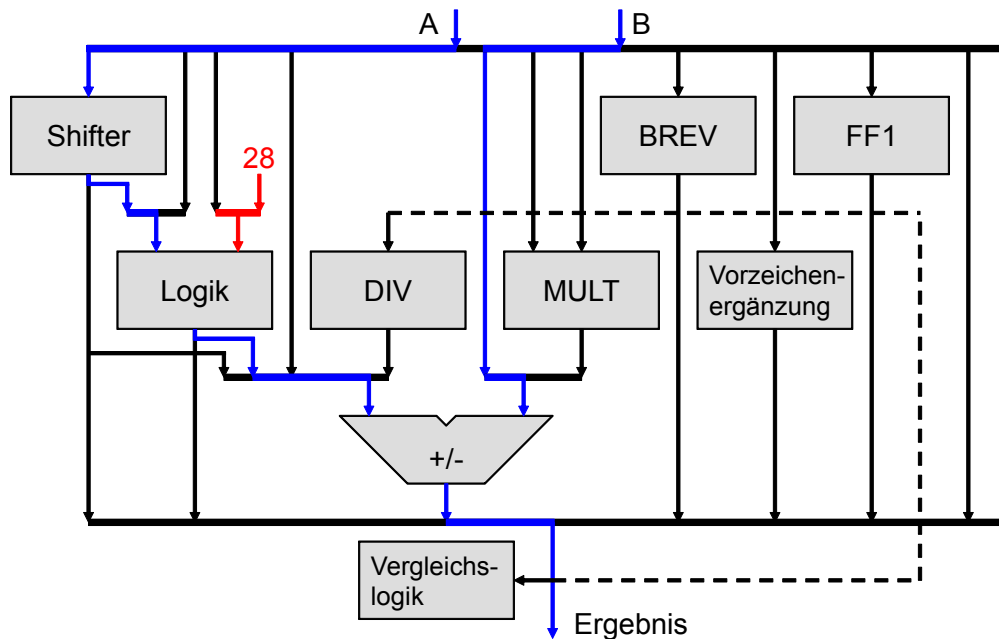 A
B
Shifter
BREV
FF1
28
Logik
DIV
MULT
Vorzeichen-
ergänzung
+/-
Vergleichs-
logik
Ergebnis